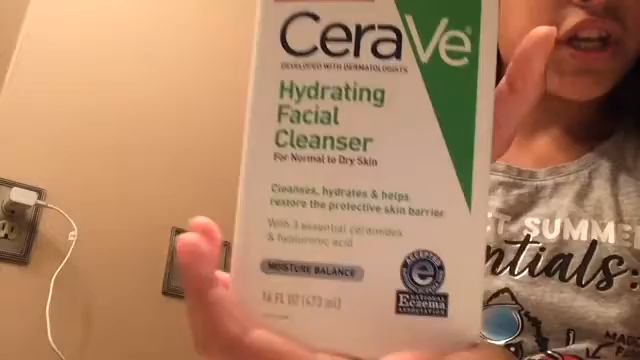 CeraVe®
DEVELOPED WITH DERMATOLOGISTS
Hydrating
Facial
Cleanser
For Normal to Dry Skin
Cleanses, hydrates & helps
restore the protective skin barrier
With 3 essential ceramides
& hyaluronic acid
MOISTURE BALANCE
16 FL OZ (473 ml)
ACCEPTED
e
NATIONAL
Eczema
ASSOCIATION
SUMME
ntials